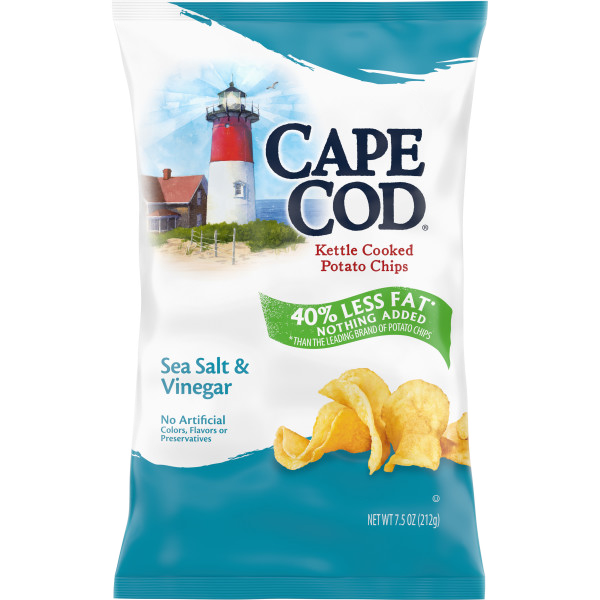 CAPE
COD®
Kettle Cooked
Potato Chips
40% LESS FAT*
NOTHING ADDED
*THAN THE LEADING BRAND OF POTATO CHIPS
Sea Salt &
Vinegar
No Artificial
Colors, Flavors or
Preservatives
U
NET WT 7.5 OZ (212g)